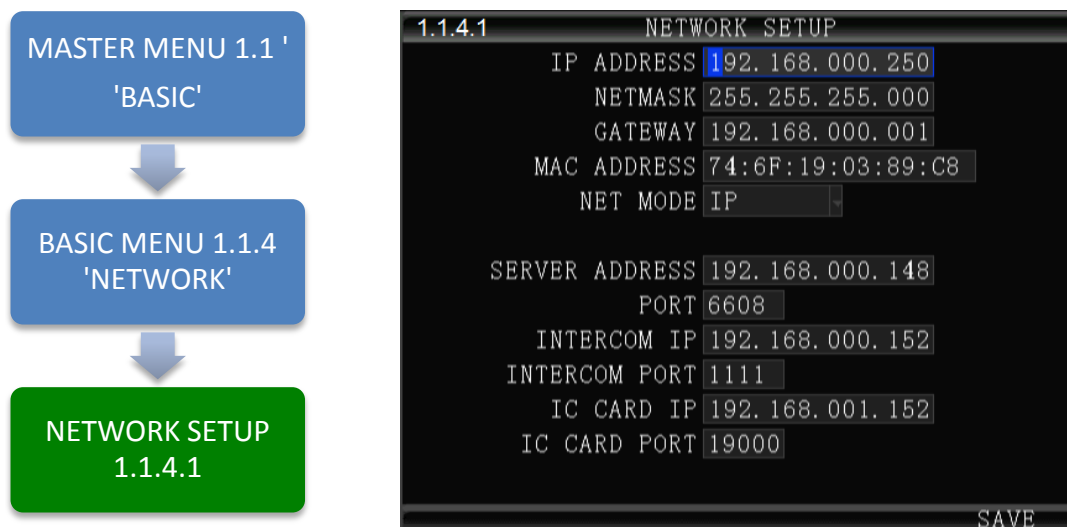 MASTER MENU 1.1 '
'BASIC'
BASIC MENU 1.1.4
'NETWORK'
NETWORK SETUP
1.1.4.1
1.1.4.1 NETWORK SETUP
IP ADDRESS 192.168.000.250
NETMASK 255.255.255.000
GATEWAY 192.168.000.001
MAC ADDRESS 74:6F:19:03:89:C8
NET MODE IP
SERVER ADDRESS 192.168.000.148
PORT 6608
INTERCOM IP 192.168.000.152
INTERCOM PORT 1111
IC CARD IP 192.168.001.152
IC CARD PORT 19000
SAVE